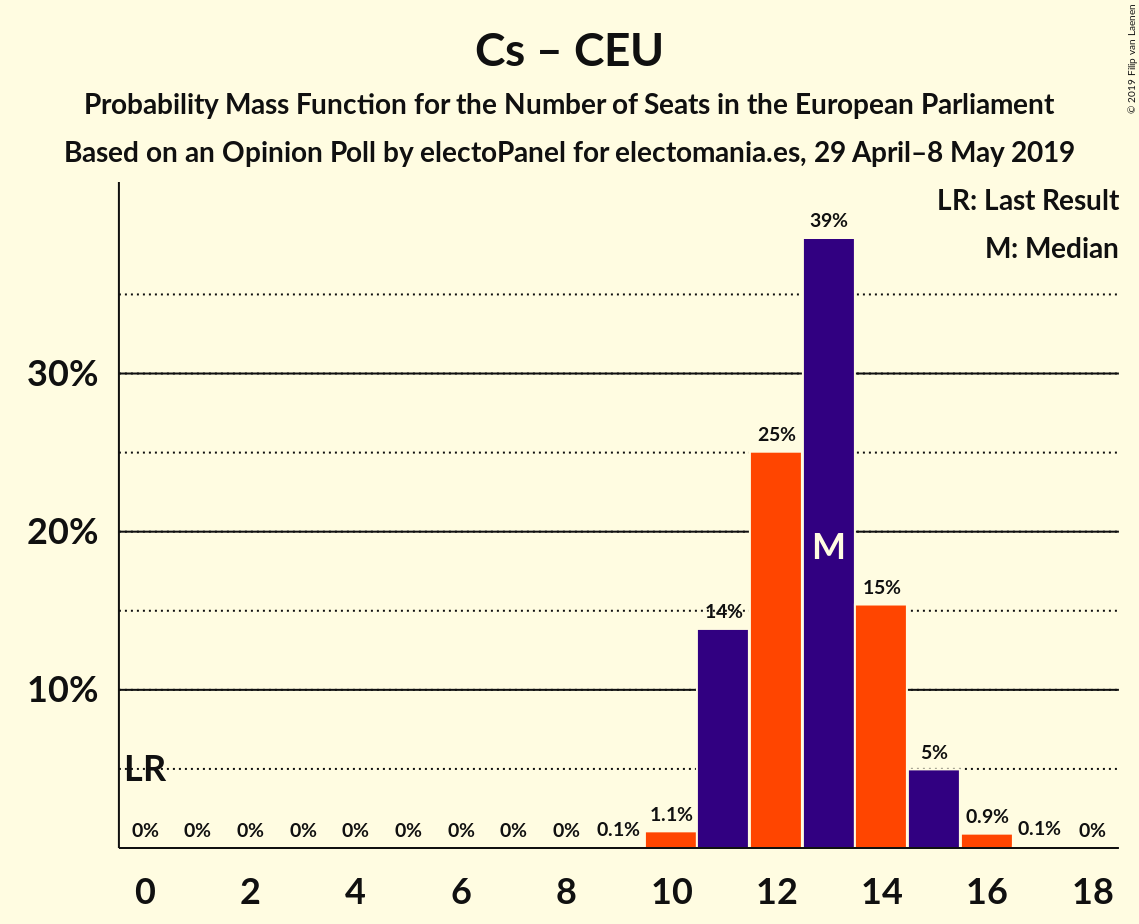 Cs – CEU
Probability Mass Function for the Number of Seats in the European Parliament
Based on an Opinion Poll by electoPanel for electomania.es, 29 April–8 May 2019
© 2019 Filip van Laenen
LR: Last Result
M: Median
39%
30%
25%
20%
M
15%
14%
10%
5%
LR
0% 0% 0% 0% 0% 0% 0% 0% 0% 0.1% 1.1% 0.9% 0.1% 0%
0 2 4 6 8 10 12 14 16 18